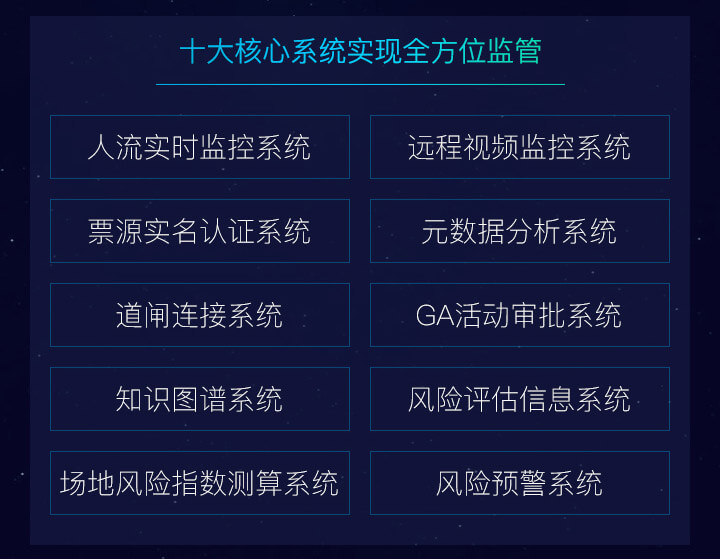 十大核心系统实现全方位监管
人流实时监控系统
远程视频监控系统
票源实名认证系统
元数据分析系统
道闸连接系统
GA活动审批系统
知识图谱系统
风险评估信息系统
场地风险指数测算系统
风险预警系统